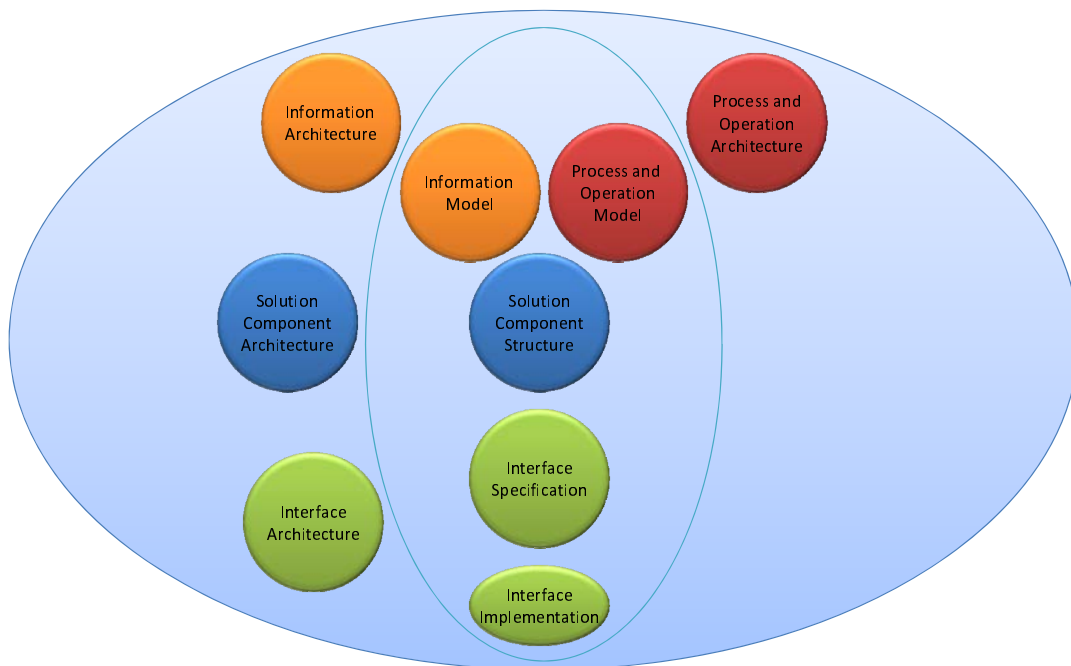 Information
Architecture
Process and
Operation
Architecture
Information
Model
Process and
Operation
Model
Solution
Component
Architecture
Solution
Component
Structure
Interface
Specification
Interface
Architecture
Interface
Implementation